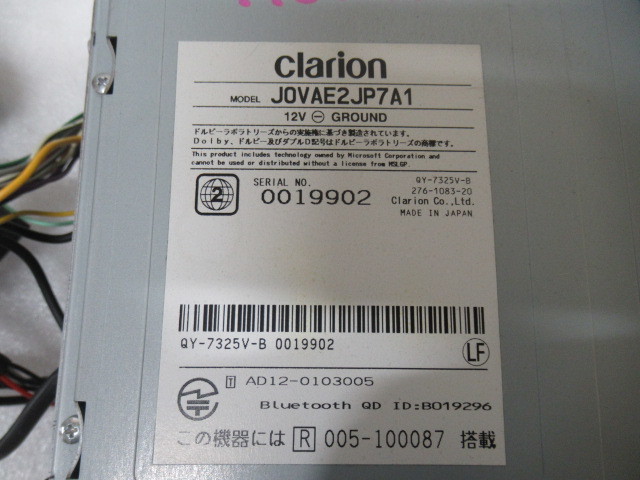 clarion
MODEL JOVAE2JP7A1
12V ⊖ GROUND
ドルビーラボラトリーズからの実施権に基づき製造されています。
Dolby、ドルビー及びダブルD記号はドルビーラボラトリーズの商標です。
This product includes technology owned by Microsoft Corporation and
cannot be used or distributed without a license from MSLGP.
2
SERIAL NO.
0019902
QY-7325V-B
276-1083-20
Clarion Co.,Ltd.
MADE IN JAPAN
QY-7325V-B 0019902
LF
T AD12-0103005
Bluetooth QD ID:B019296
この機器には R 005-100087 搭載